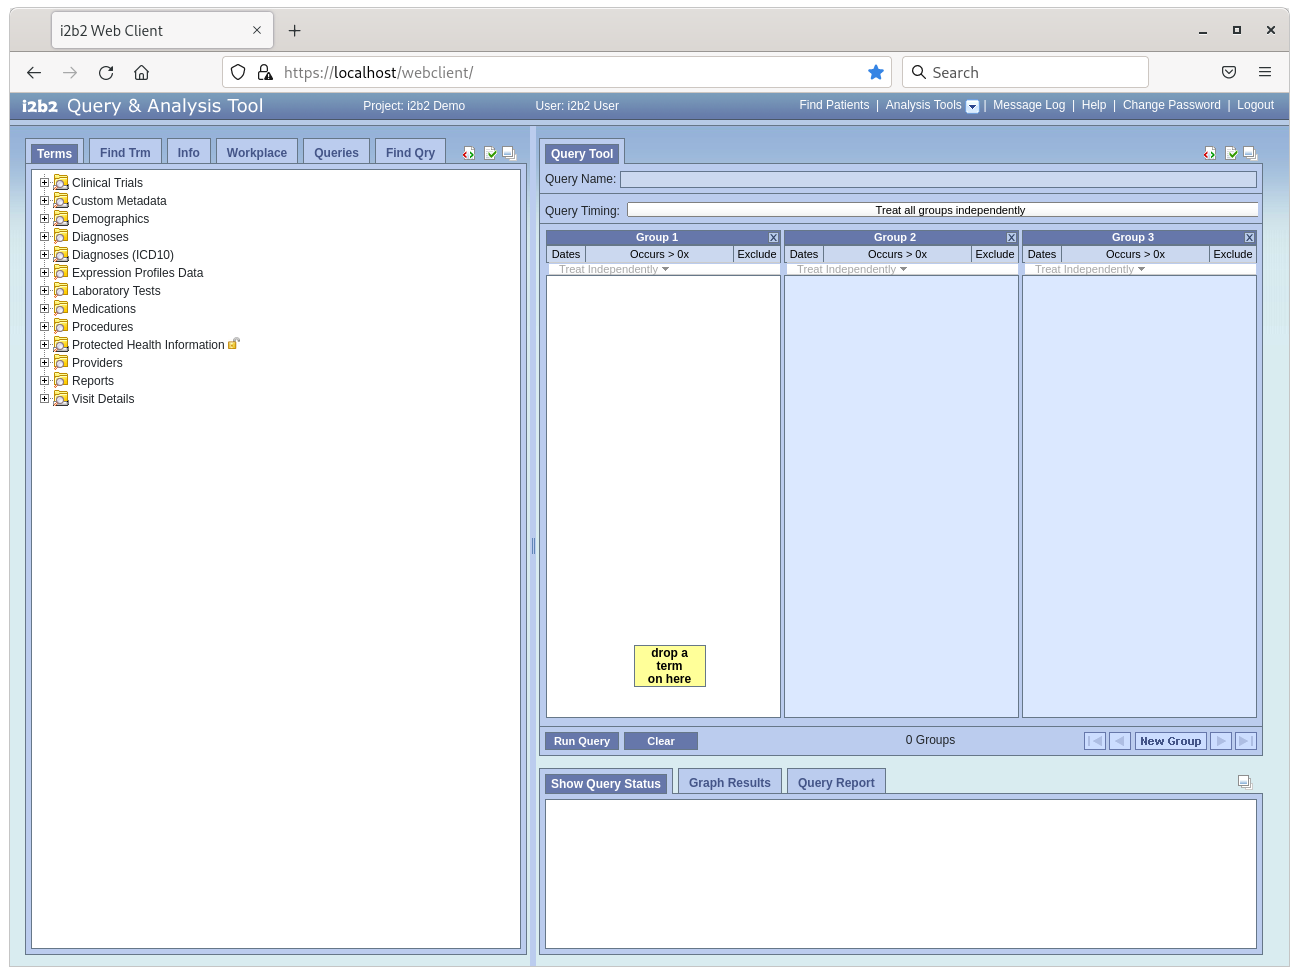 i2b2 Web Client
https://localhost/webclient/
Search
i2b2 Query & Analysis Tool
Project: i2b2 Demo
User: i2b2 User
Find Patients | Analysis Tools | Message Log | Help | Change Password | Logout
Terms
Find Trm
Info
Workplace
Queries
Find Qry
Clinical Trials
Custom Metadata
Demographics
Diagnoses
Diagnoses (ICD10)
Expression Profiles Data
Laboratory Tests
Medications
Procedures
Protected Health Information
Providers
Reports
Visit Details
Query Tool
Query Name:
Query Timing:
Treat all groups independently
Group 1
X
Group 2
X
Group 3
X
Dates
Occurs > 0x
Exclude
Dates
Occurs > 0x
Exclude
Dates
Occurs > 0x
Exclude
Treat Independently
Treat Independently
Treat Independently
drop a
term
on here
Run Query
Clear
0 Groups
New Group
Show Query Status
Graph Results
Query Report